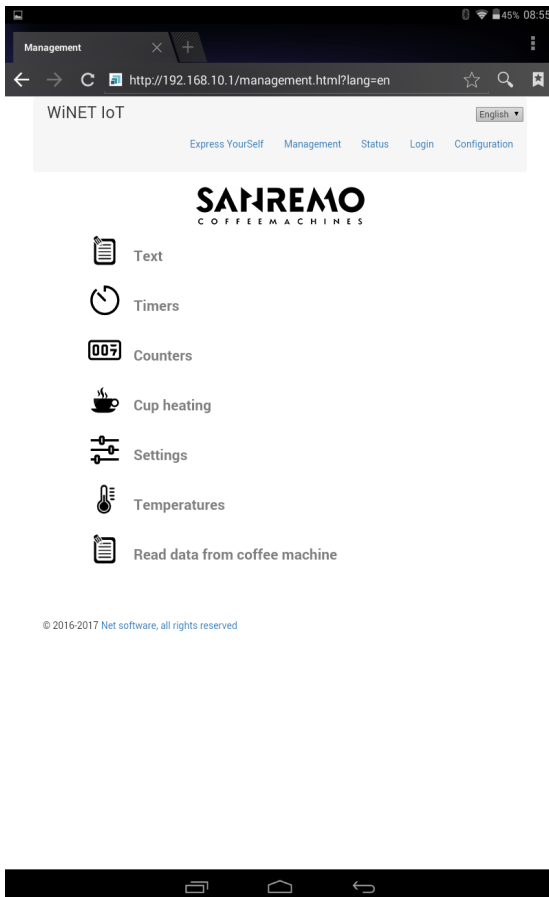 45% 08:55
Management
http://192.168.10.1/management.html?lang=en
WiNET IoT
English
Express YourSelf Management Status Login Configuration
SANREMO
COFFEEMACHINES
Text
Timers
007
Counters
Cup heating
Settings
Temperatures
Read data from coffee machine
© 2016-2017 Net software, all rights reserved